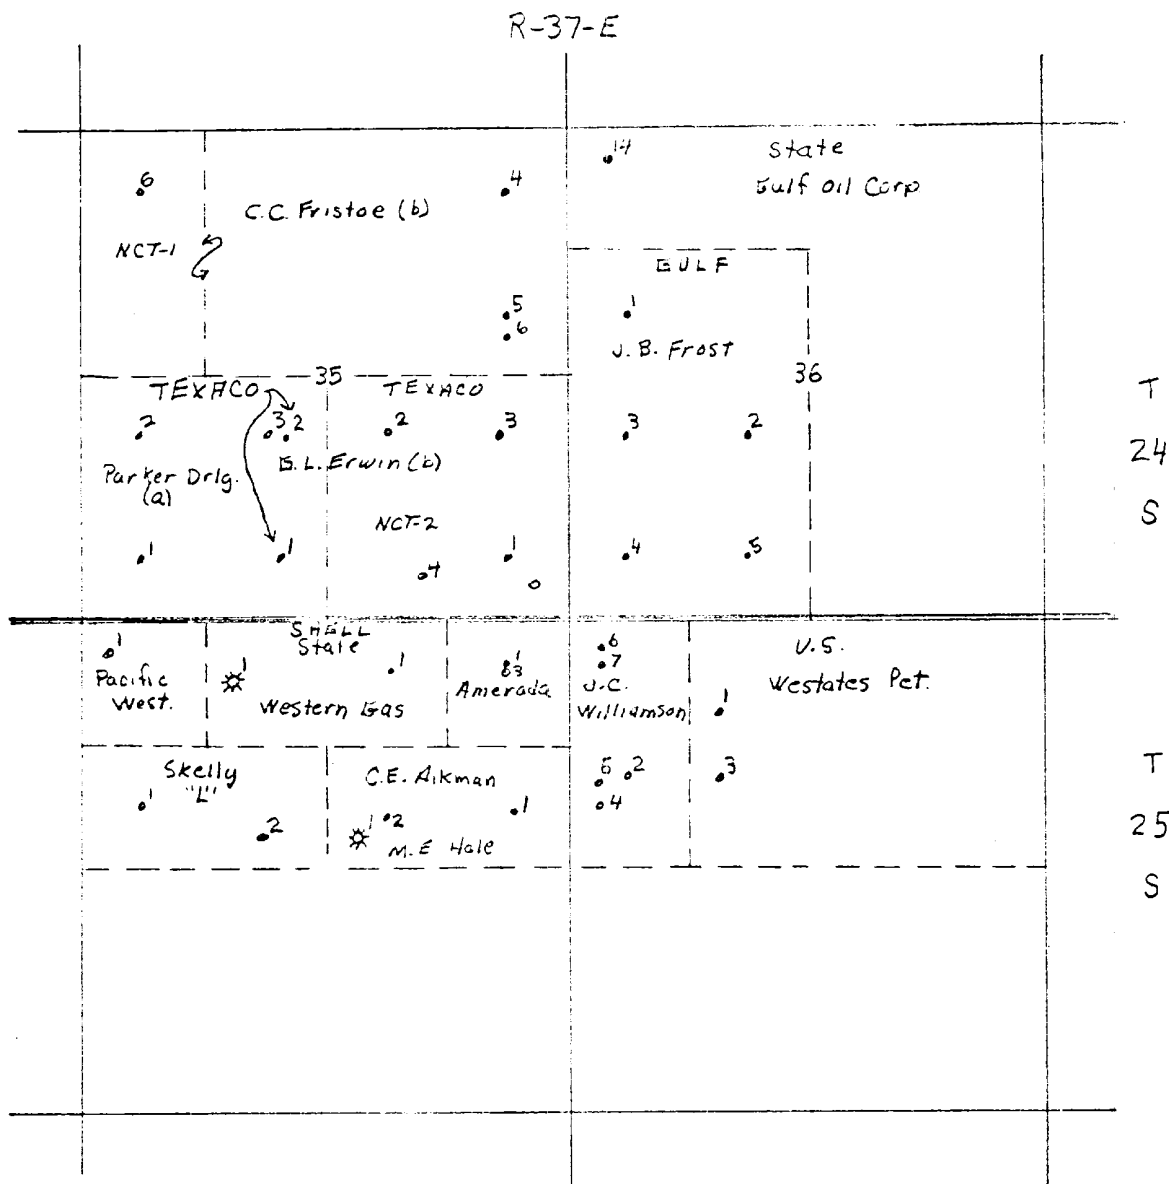 R-37-E
14
State
Gulf Oil Corp
6
4
C.C. Fristoe (b)
NCT-1
GULF
5
6
1
J.B. Frost
TEXACO
35
TEXACO
36
T
24
S
2
3
2
2
3
3
2
Parker Drlg.
(a)
E.L. Erwin (b)
NCT-2
1
1
4
1
4
5
SHELL
State
1
Pacific
West.
1
Western Gas
1
1
3
Amerada
6
7
J.C.
Williamson
U.S.
Westates Pet.
1
Skelly
"L"
1
2
C.E. Aikman
1
2
M.E Hale
1
5
2
4
3
T
25
S